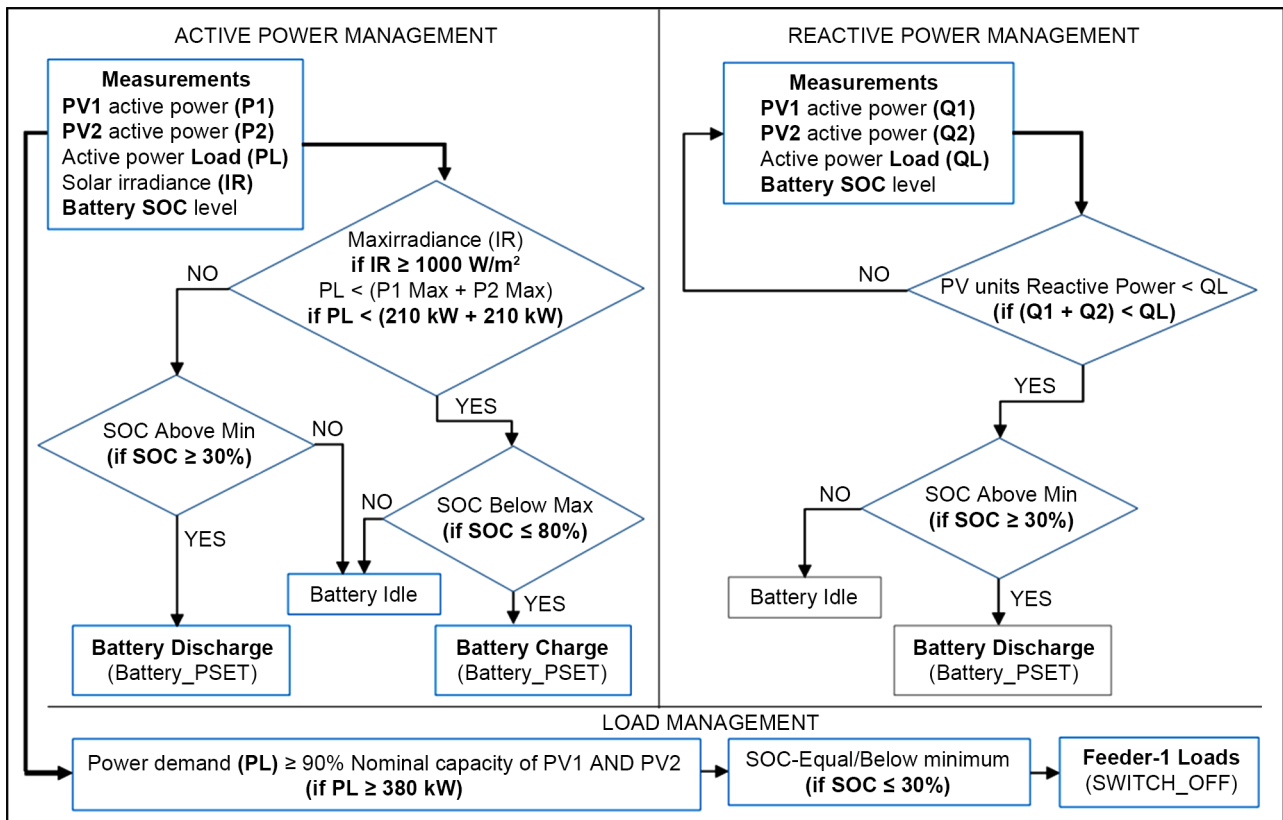 ACTIVE POWER MANAGEMENT
Measurements
PV1 active power (P1)
PV2 active power (P2)
Active power Load (PL)
Solar irradiance (IR)
Battery SOC level
Maxirradiance (IR)
if IR ≥ 1000 W/m²
PL < (P1 Max + P2 Max)
if PL < (210 kW + 210 kW)
NO
YES
SOC Above Min
(if SOC ≥ 30%)
NO
YES
SOC Below Max
(if SOC ≤ 80%)
NO
YES
Battery Idle
Battery Discharge
(Battery_PSET)
Battery Charge
(Battery_PSET)
REACTIVE POWER MANAGEMENT
Measurements
PV1 active power (Q1)
PV2 active power (Q2)
Active power Load (QL)
Battery SOC level
NO
PV units Reactive Power < QL
(if (Q1 + Q2) < QL)
YES
SOC Above Min
(if SOC ≥ 30%)
NO
YES
Battery Idle
Battery Discharge
(Battery_PSET)
LOAD MANAGEMENT
Power demand (PL) ≥ 90% Nominal capacity of PV1 AND PV2
(if PL ≥ 380 kW)
SOC-Equal/Below minimum
(if SOC ≤ 30%)
Feeder-1 Loads
(SWITCH_OFF)